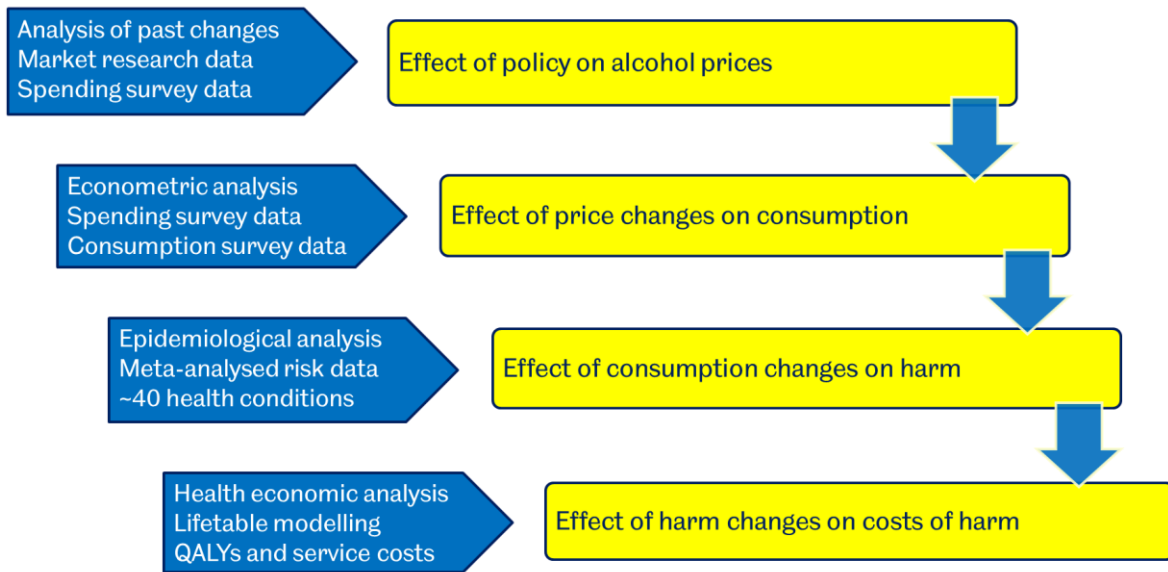 Analysis of past changes
Market research data
Spending survey data
Effect of policy on alcohol prices
Econometric analysis
Spending survey data
Consumption survey data
Effect of price changes on consumption
Epidemiological analysis
Meta-analysed risk data
~40 health conditions
Effect of consumption changes on harm
Health economic analysis
Lifetable modelling
QALYs and service costs
Effect of harm changes on costs of harm